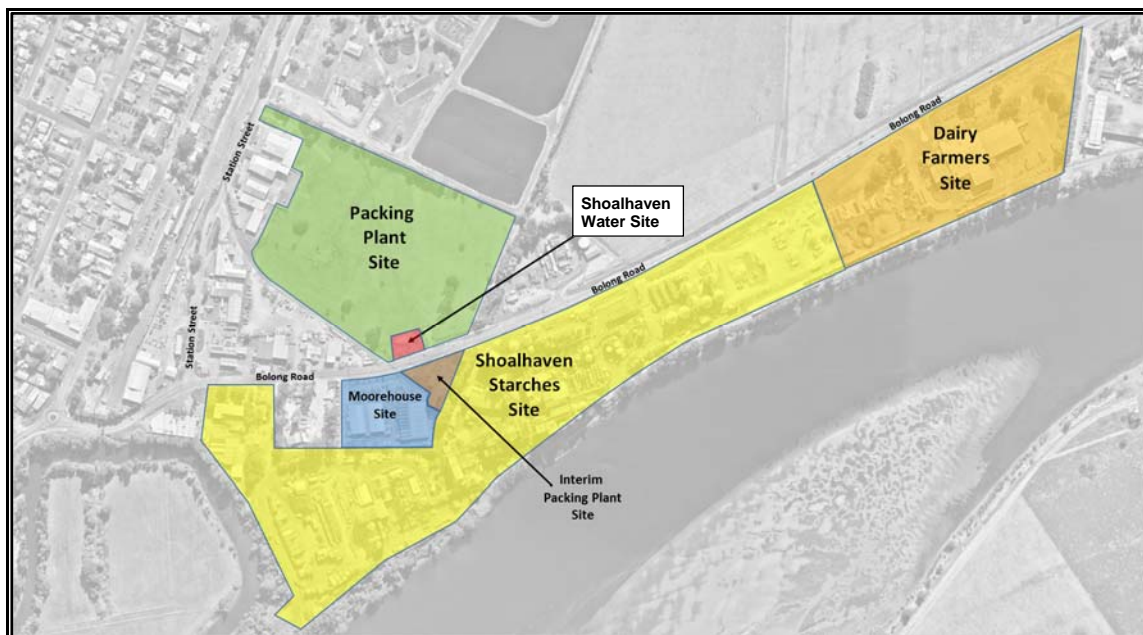 Station Street
Packing
Plant
Site
Shoalhaven
Water Site
Bolong Road
Dairy
Farmers
Site
Bolong Road
Station Street
Bolong Road
Moorehouse
Site
Shoalhaven
Starches
Site
Interim
Packing Plant
Site